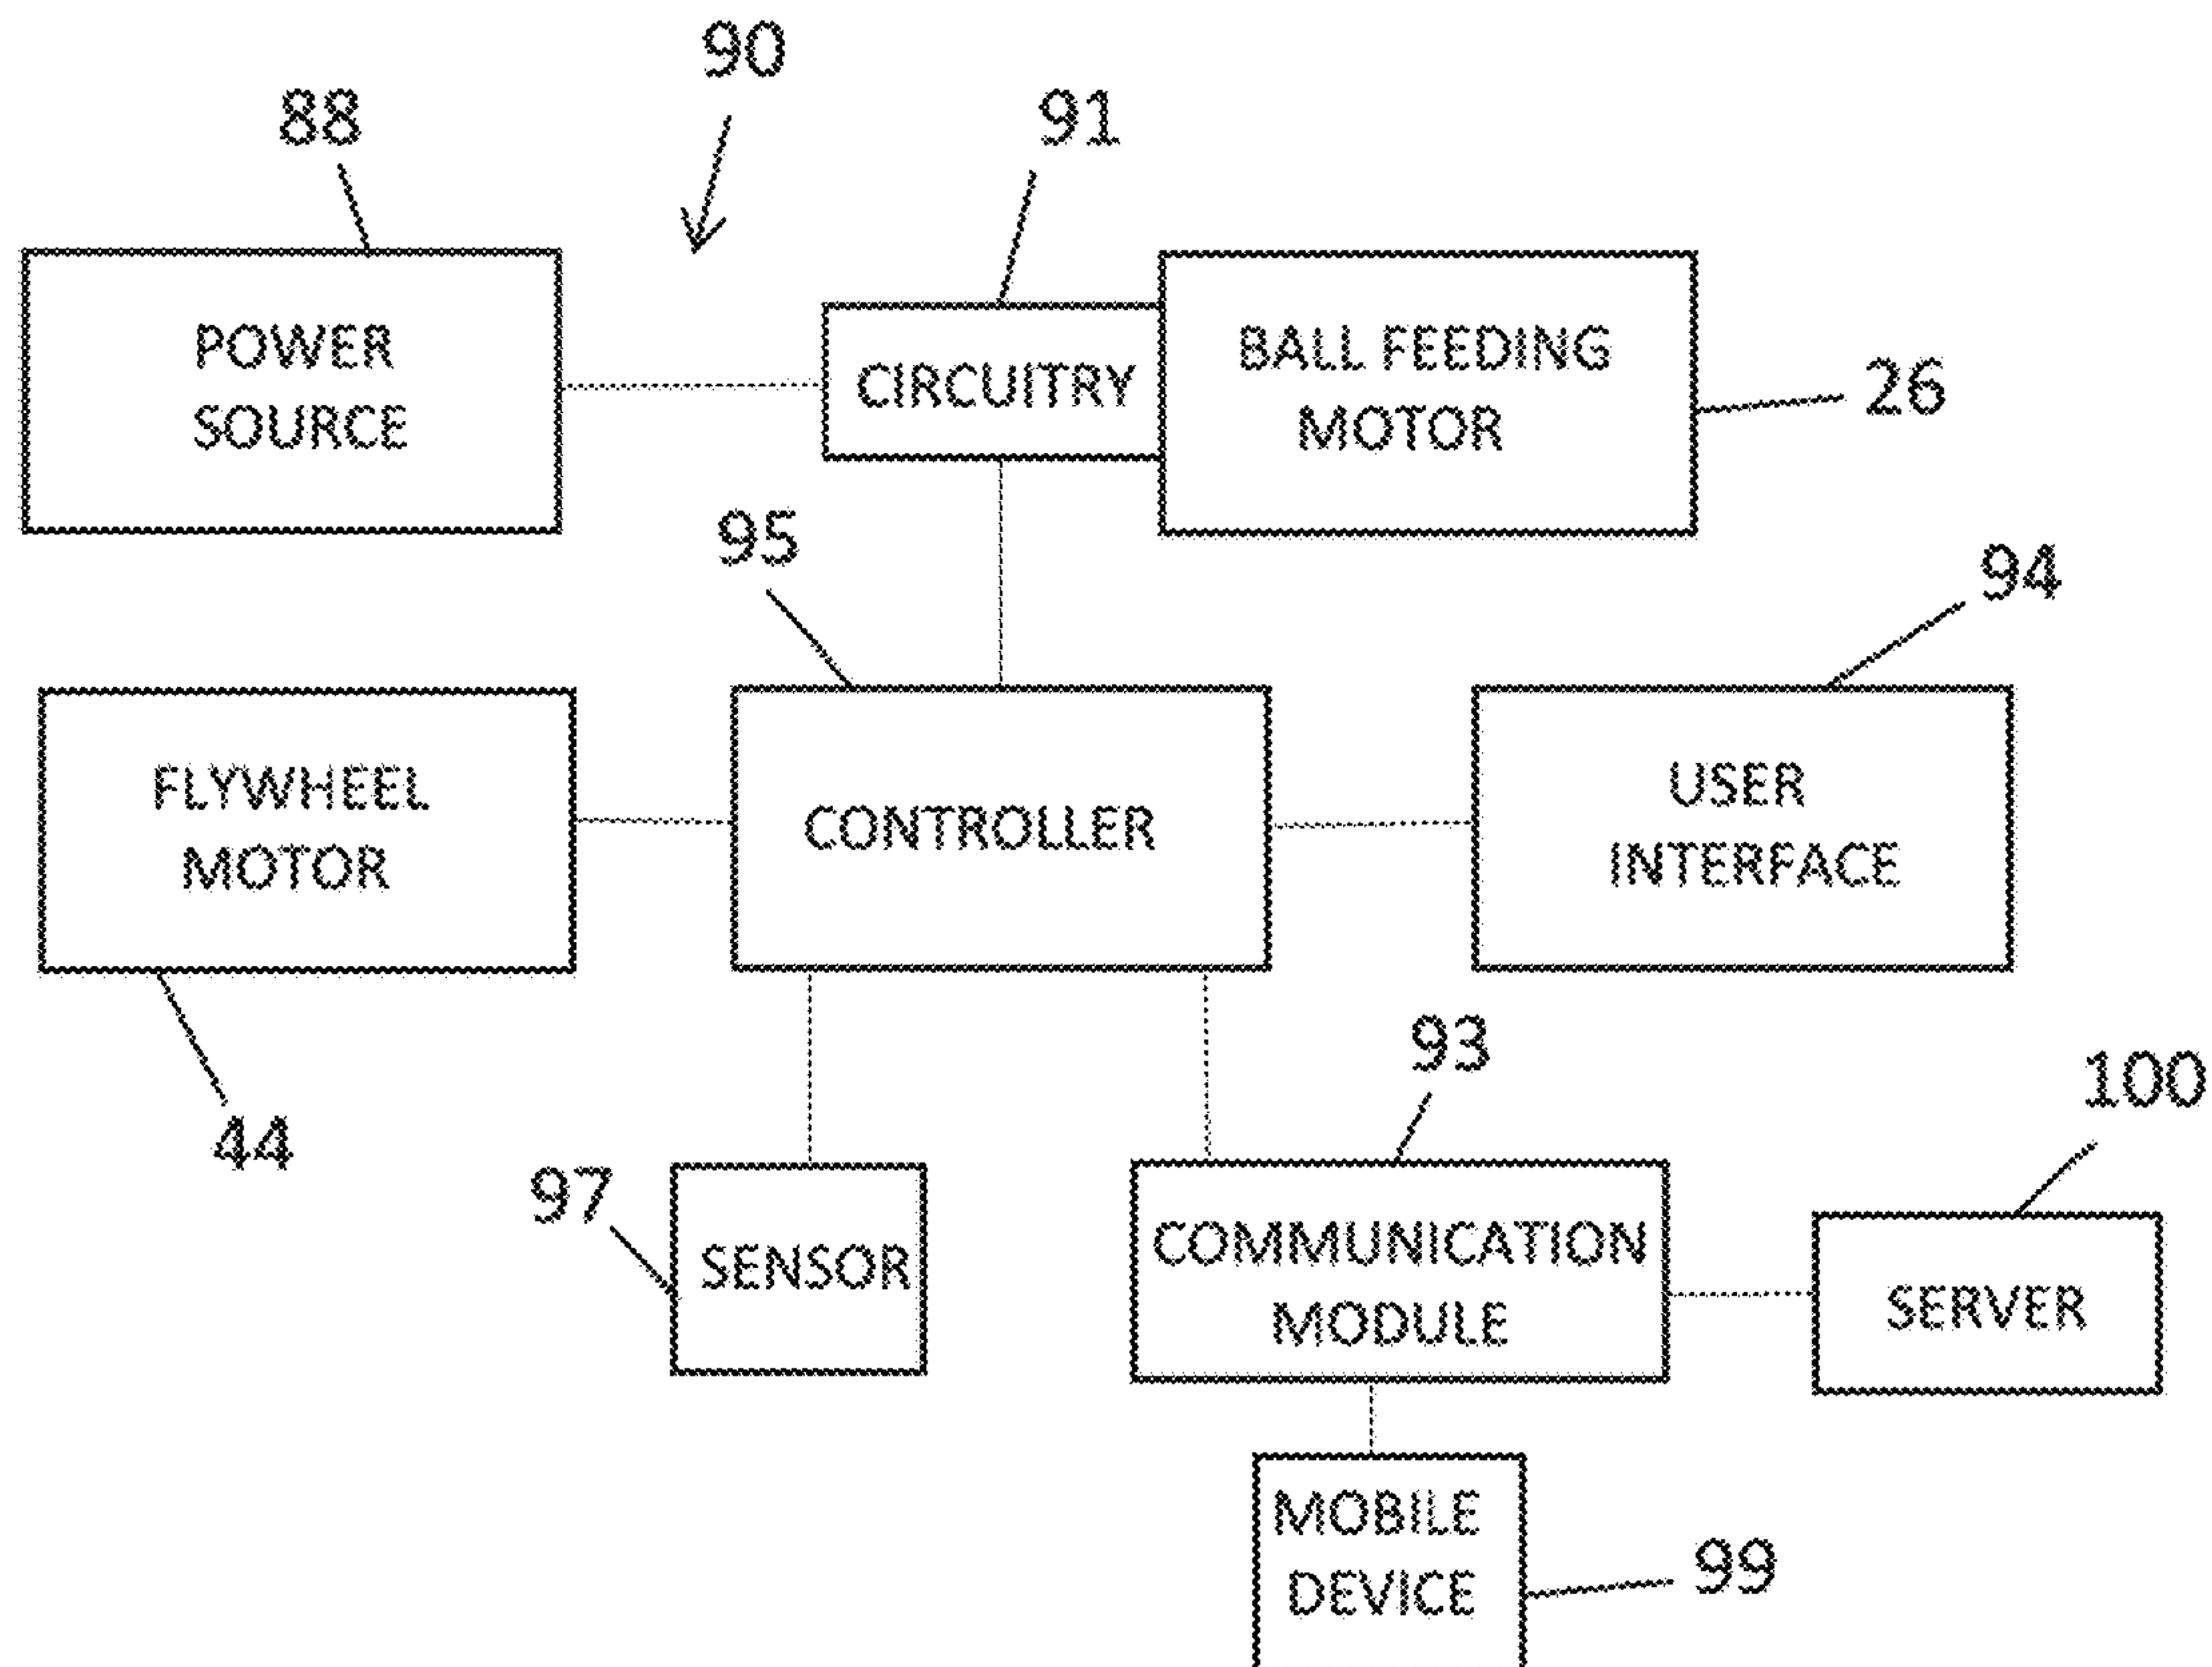 90
88
91
POWER
SOURCE
CIRCUITRY
BALL FEEDING
MOTOR
26
95
94
FLYWHEEL
MOTOR
CONTROLLER
USER
INTERFACE
44
93
100
97
SENSOR
COMMUNICATION
MODULE
SERVER
MOBILE
DEVICE
99